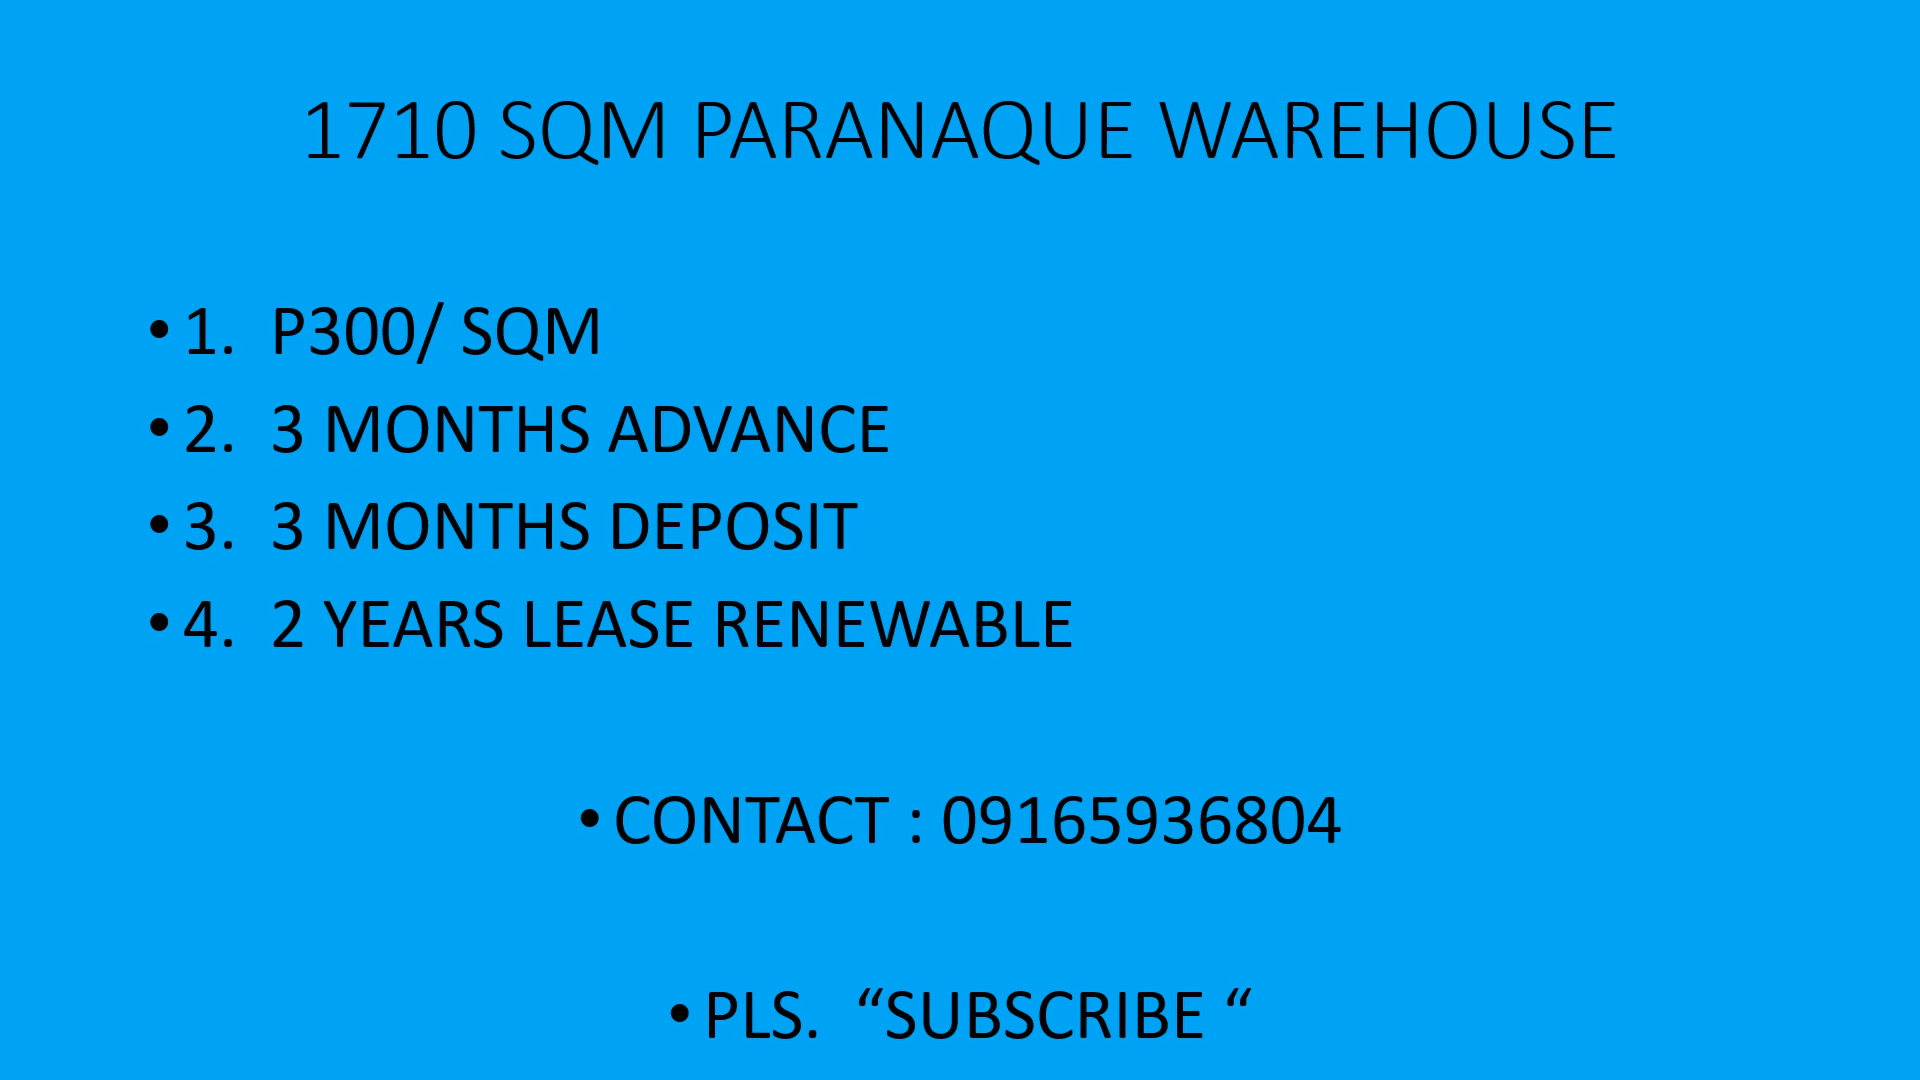 1710 SQM PARANAQUE WAREHOUSE
• 1.  P300/ SQM
• 2.  3 MONTHS ADVANCE
• 3.  3 MONTHS DEPOSIT
• 4.  2 YEARS LEASE RENEWABLE
• CONTACT : 09165936804
• PLS.  “SUBSCRIBE “